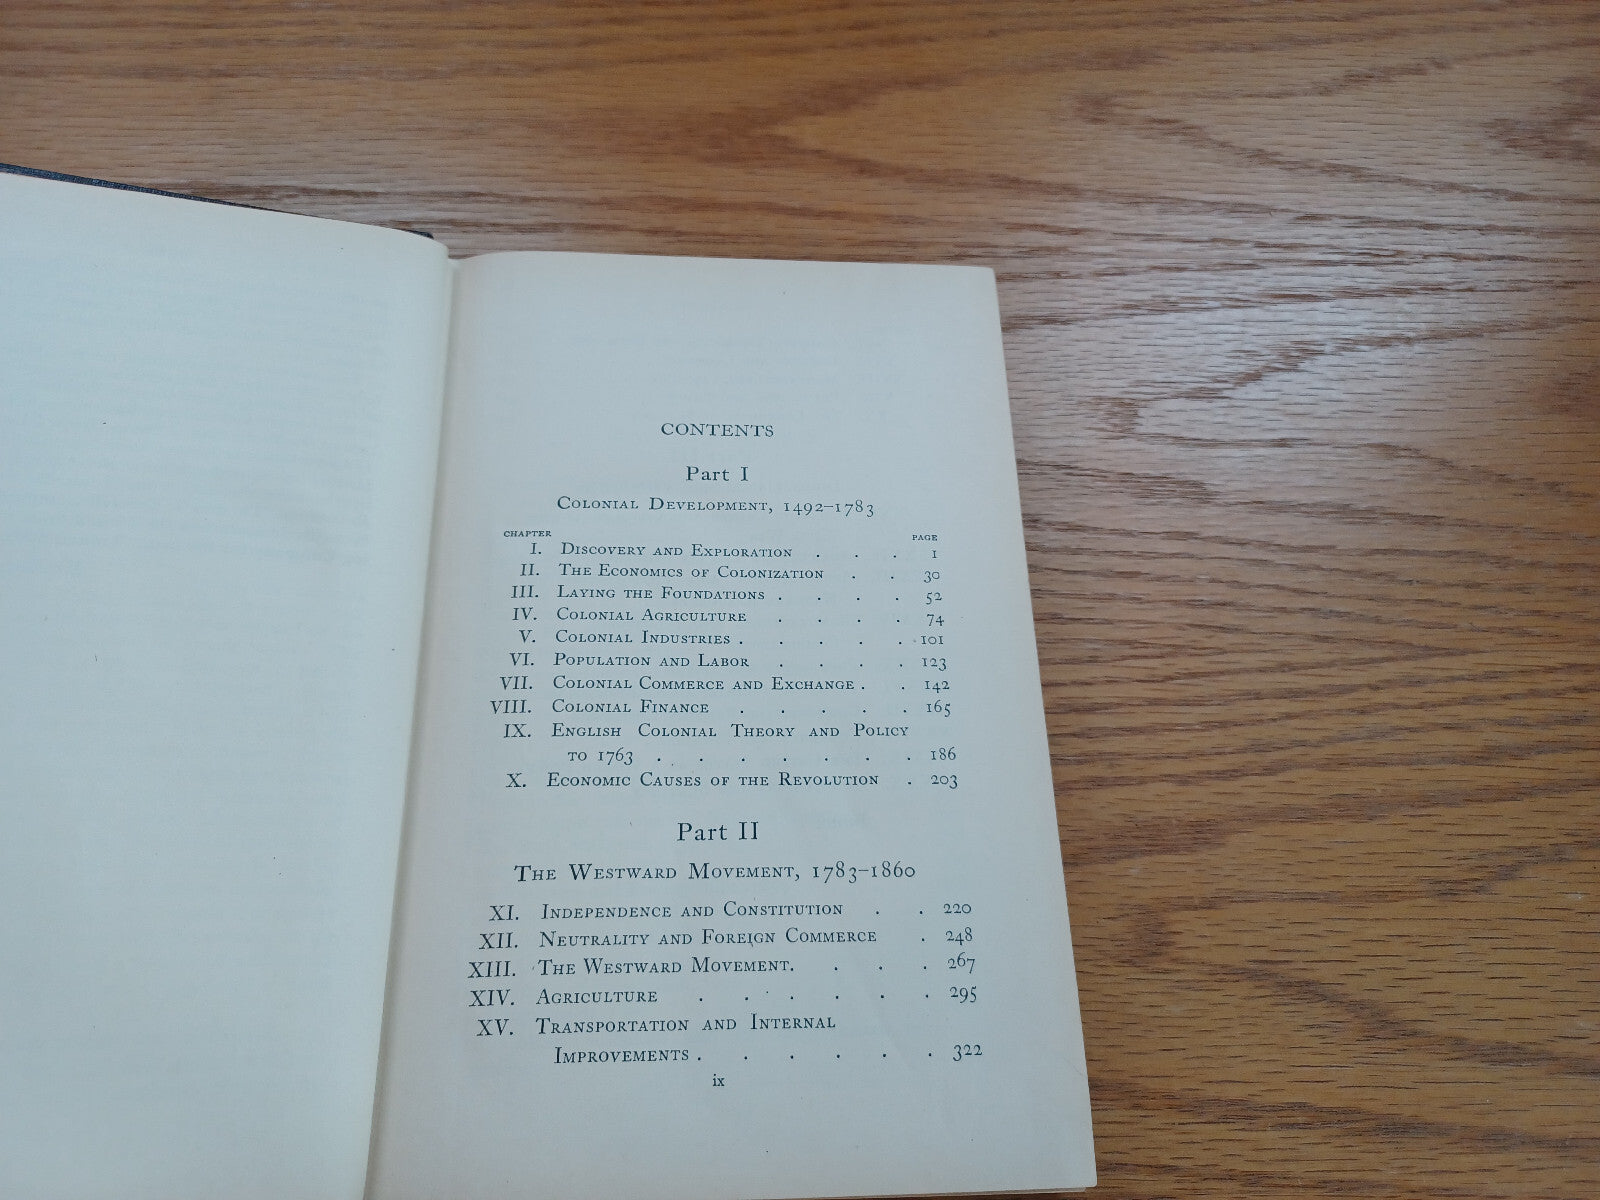 CONTENTS
Part I
COLONIAL DEVELOPMENT, 1492–1783
CHAPTER PAGE
I. DISCOVERY AND EXPLORATION . . . 1
II. THE ECONOMICS OF COLONIZATION . . 30
III. LAYING THE FOUNDATIONS . . . . 52
IV. COLONIAL AGRICULTURE . . . . 74
V. COLONIAL INDUSTRIES . . . . . 101
VI. POPULATION AND LABOR . . . . 123
VII. COLONIAL COMMERCE AND EXCHANGE . . 142
VIII. COLONIAL FINANCE . . . . . 165
IX. ENGLISH COLONIAL THEORY AND POLICY
TO 1763 . . . . . . . 186
X. ECONOMIC CAUSES OF THE REVOLUTION . 203
Part II
THE WESTWARD MOVEMENT, 1783–1860
XI. INDEPENDENCE AND CONSTITUTION . . 220
XII. NEUTRALITY AND FOREIGN COMMERCE . 248
XIII. THE WESTWARD MOVEMENT. . . . 267
XIV. AGRICULTURE . . . . . . 295
XV. TRANSPORTATION AND INTERNAL
IMPROVEMENTS . . . . . . 322
ix